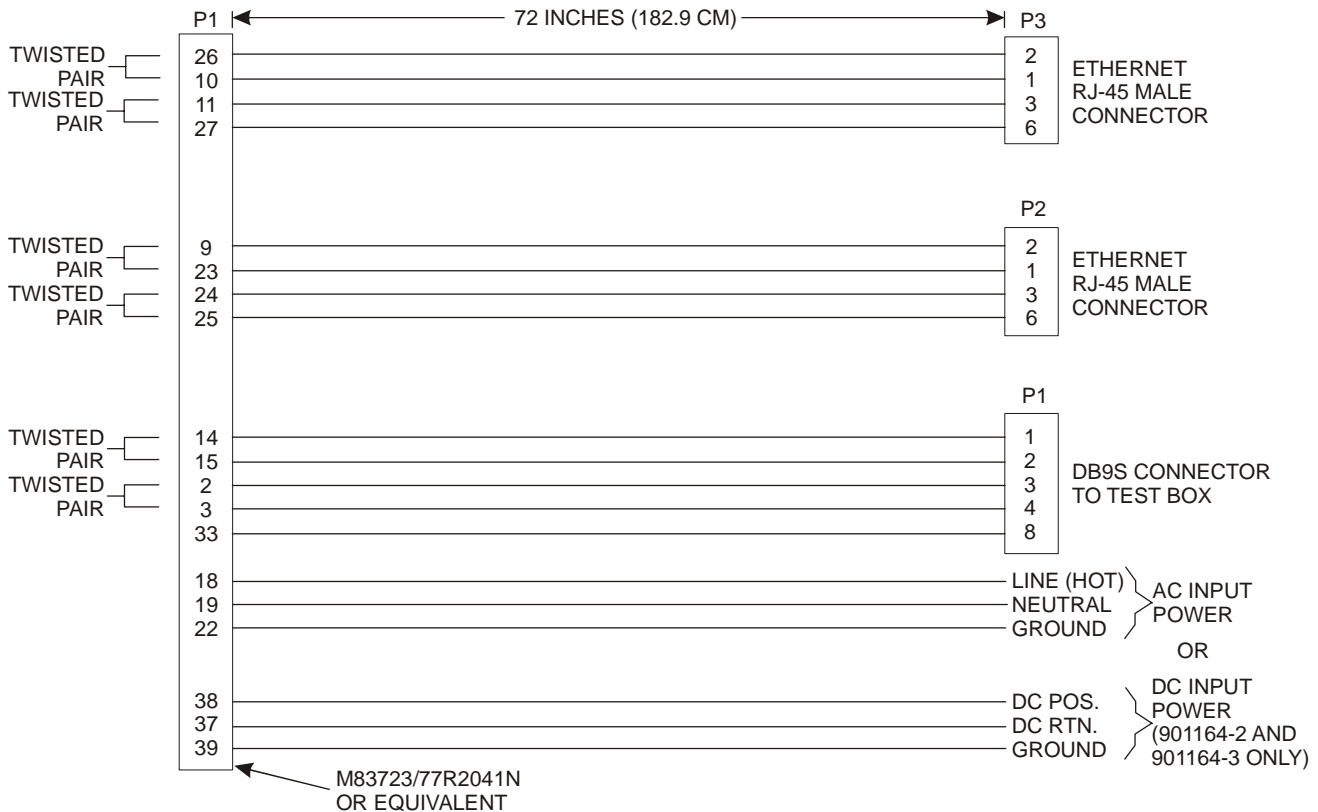 P1 72 INCHES (182.9 CM) P3
TWISTED
PAIR
26 2
10 1
TWISTED
PAIR
11 3
27 6
ETHERNET
RJ-45 MALE
CONNECTOR
P2
TWISTED
PAIR
9 2
23 1
TWISTED
PAIR
24 3
25 6
ETHERNET
RJ-45 MALE
CONNECTOR
P1
TWISTED
PAIR
14 1
15 2
TWISTED
PAIR
2 3
3 4
33 8
DB9S CONNECTOR
TO TEST BOX
18 LINE (HOT)
19 NEUTRAL
22 GROUND
AC INPUT
POWER
OR
38 DC POS.
37 DC RTN.
39 GROUND
DC INPUT
POWER
(901164-2 AND
901164-3 ONLY)
M83723/77R2041N
OR EQUIVALENT